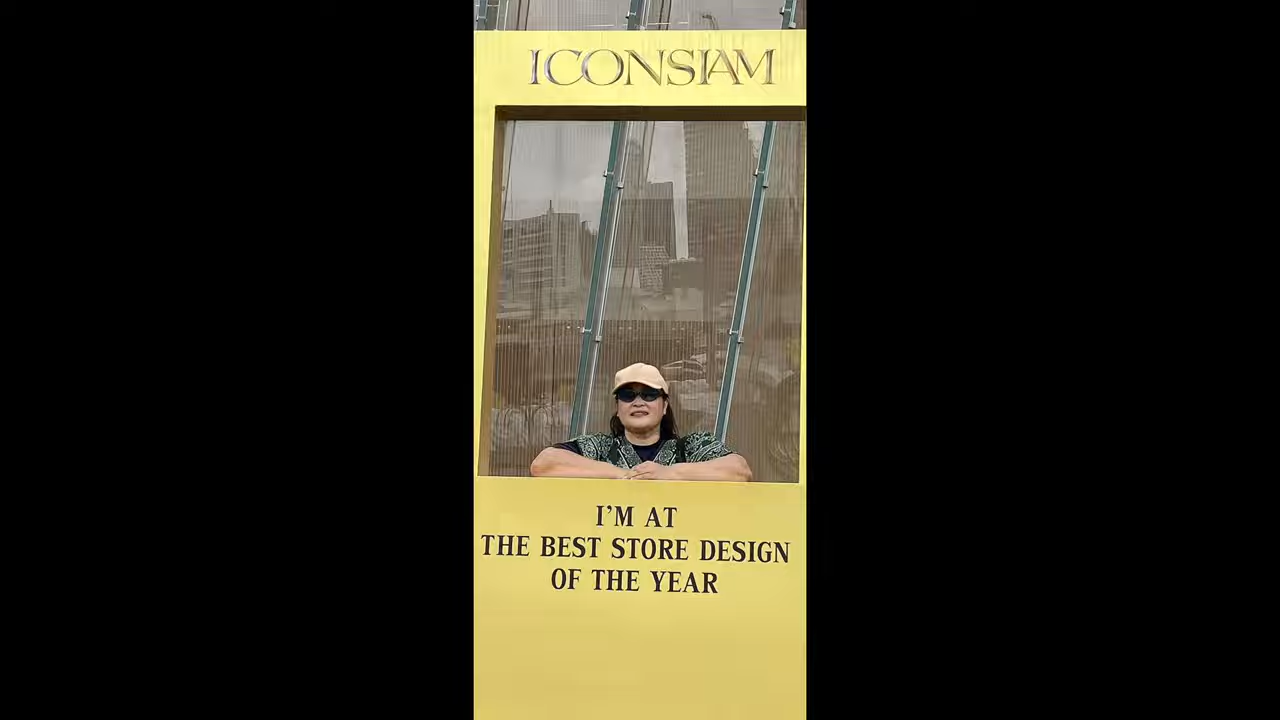 ICONSIAM
I'M AT
THE BEST STORE DESIGN
OF THE YEAR